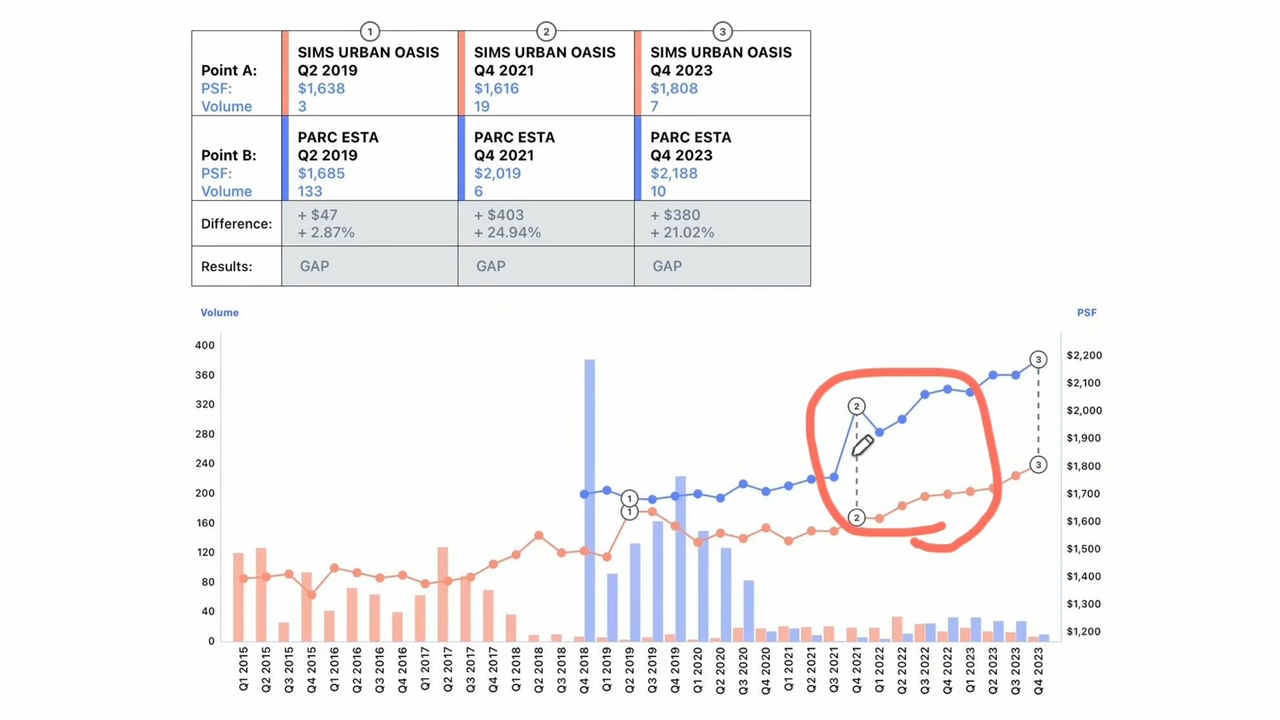 1 2 3
Point A: SIMS URBAN OASIS SIMS URBAN OASIS SIMS URBAN OASIS
Q2 2019 Q4 2021 Q4 2023
PSF: $1,638 $1,616 $1,808
Volume 3 19 7
PARC ESTA PARC ESTA PARC ESTA
Point B: Q2 2019 Q4 2021 Q4 2023
PSF: $1,685 $2,019 $2,188
Volume 133 6 10
Difference: + $47 + $403 + $380
+ 2.87% + 24.94% + 21.02%
Results: GAP GAP GAP
Volume PSF
400
360
320
280
240
200
160
120
80
40
0
$2,200
$2,100
$2,000
$1,900
$1,800
$1,700
$1,600
$1,500
$1,400
$1,300
$1,200
1
1
2
2
3
3
Q1 2015
Q2 2015
Q3 2015
Q4 2015
Q1 2016
Q2 2016
Q3 2016
Q4 2016
Q1 2017
Q2 2017
Q3 2017
Q4 2017
Q1 2018
Q2 2018
Q3 2018
Q4 2018
Q1 2019
Q2 2019
Q3 2019
Q4 2019
Q1 2020
Q2 2020
Q3 2020
Q4 2020
Q1 2021
Q2 2021
Q3 2021
Q4 2021
Q1 2022
Q2 2022
Q3 2022
Q4 2022
Q1 2023
Q2 2023
Q3 2023
Q4 2023